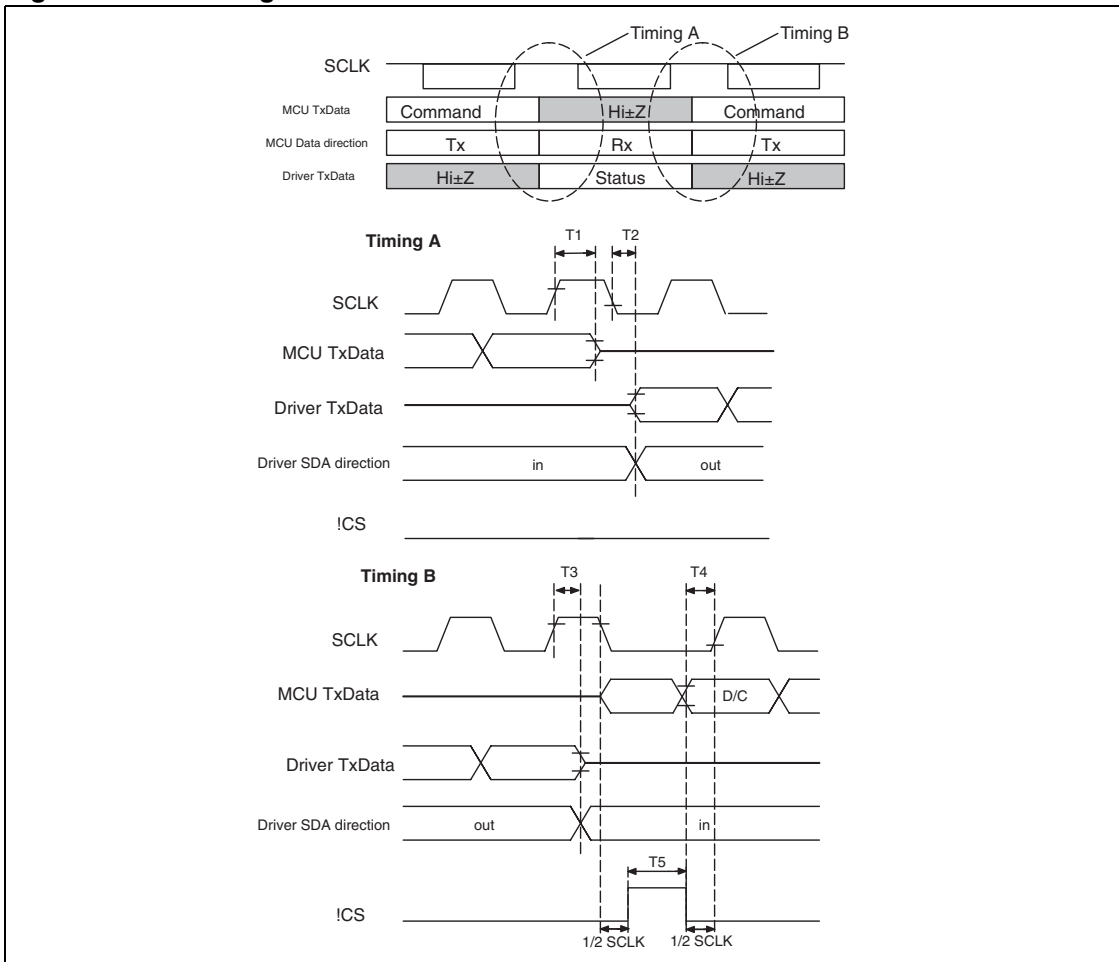 Timing A
Timing B
SCLK
MCU TxData
Command
Hi±Z
Command
MCU Data direction
Tx
Rx
Tx
Driver TxData
Hi±Z
Status
Hi±Z
Timing A
T1
T2
SCLK
MCU TxData
Driver TxData
Driver SDA direction
in
out
!CS
Timing B
T3
T4
SCLK
MCU TxData
D/C
Driver TxData
Driver SDA direction
out
in
T5
!CS
1/2 SCLK
1/2 SCLK